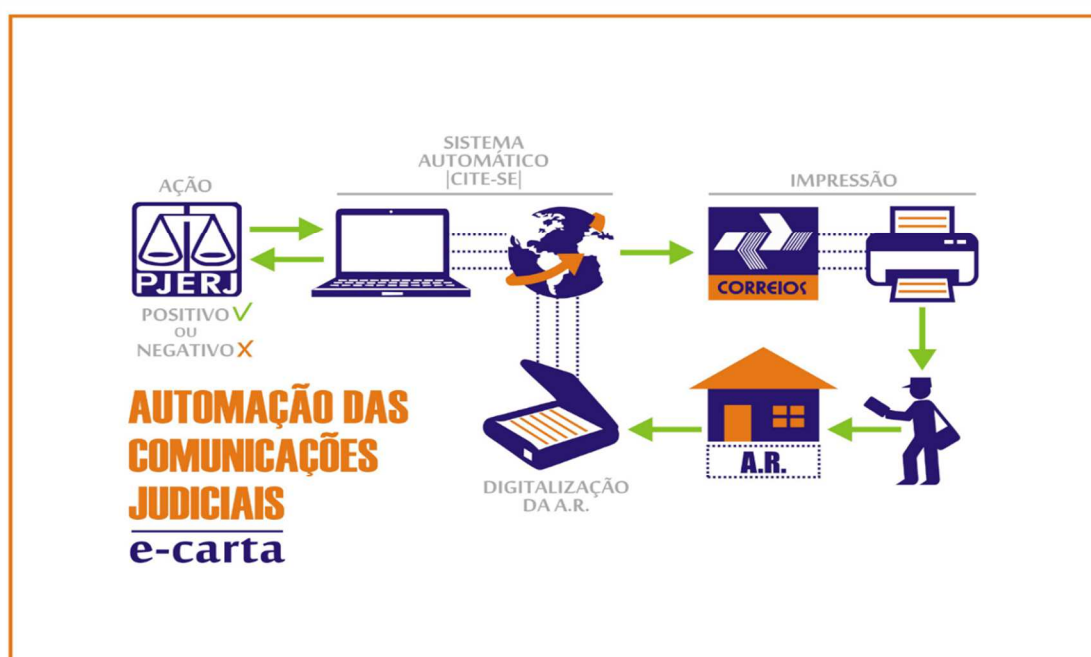 SISTEMA
AUTOMÁTICO
|CITE-SE|
AÇÃO
IMPRESSÃO
PJERJ
CORREIOS
POSITIVO
OU
NEGATIVO
AUTOMAÇÃO DAS
COMUNICAÇÕES
JUDICIAIS
e-carta
A.R.
DIGITALIZAÇÃO
DA A.R.